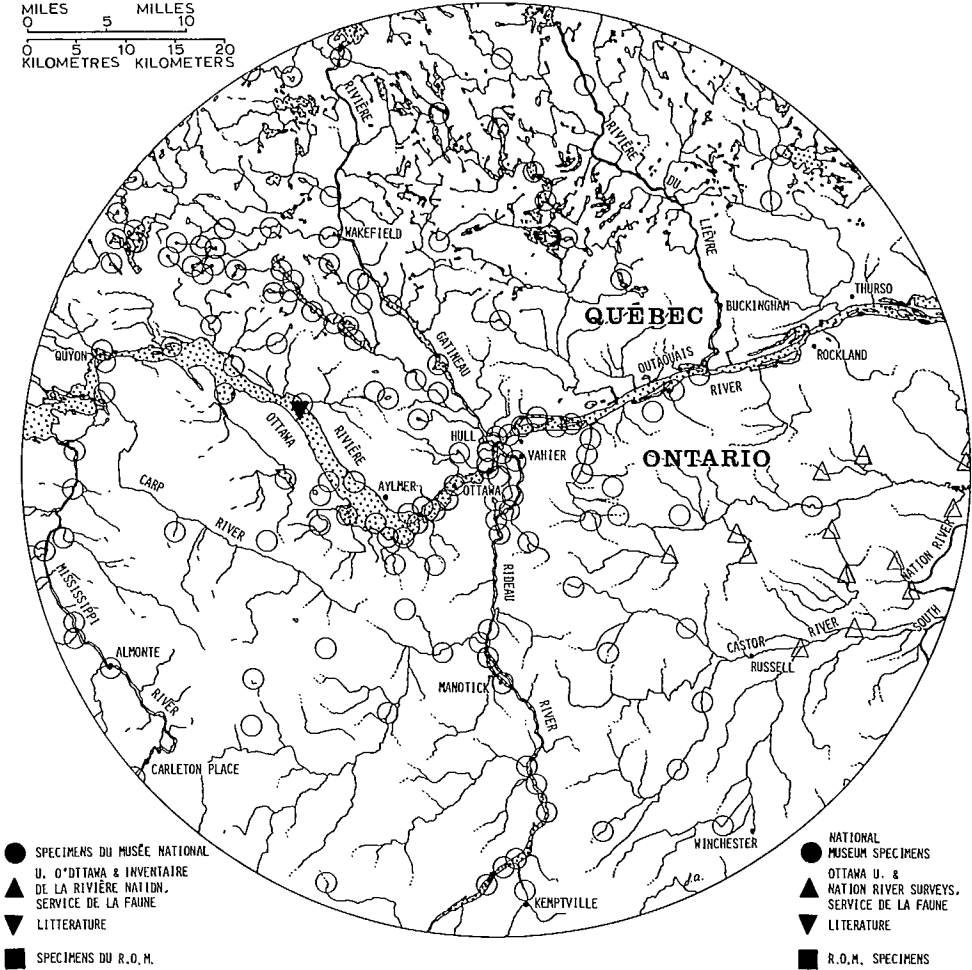 MILES MILLES
0 5 10
0 5 10 15 20
KILOMETRES KILOMETERS
RIVIÈRE
RIVIÈRE
DU
LIÈVRE
WAKEFIELD
THURSO
BUCKINGHAM
QUÉBEC
GATINEAU
ROCKLAND
QUYON
OUTAOUAIS
RIVER
OTTAWA
RIVIÈRE
HULL
VAHIER
ONTARIO
CARP
AYLMER
OTTAWA
RIVER
NATION RIVER
MISSISSIPPI
RIDEAU
SOUTH
CASTOR
RIVER
RUSSELL
ALMONTE
MANOTICK
RIVER
RIVER
CARLETON PLACE
WINCHESTER
J.a.
KEMPTVILLE
SPECIMENS DU MUSÉE NATIONAL
U. O'OTTAWA & INVENTAIRE
DE LA RIVIÈRE NATION.
SERVICE DE LA FAUNE
LITTERATURE
SPECIMENS DU R.O.M.
NATIONAL
MUSEUM SPECIMENS
OTTAWA U. &
NATION RIVER SURVEYS.
SERVICE DE LA FAUNE
LITERATURE
R.O.M. SPECIMENS